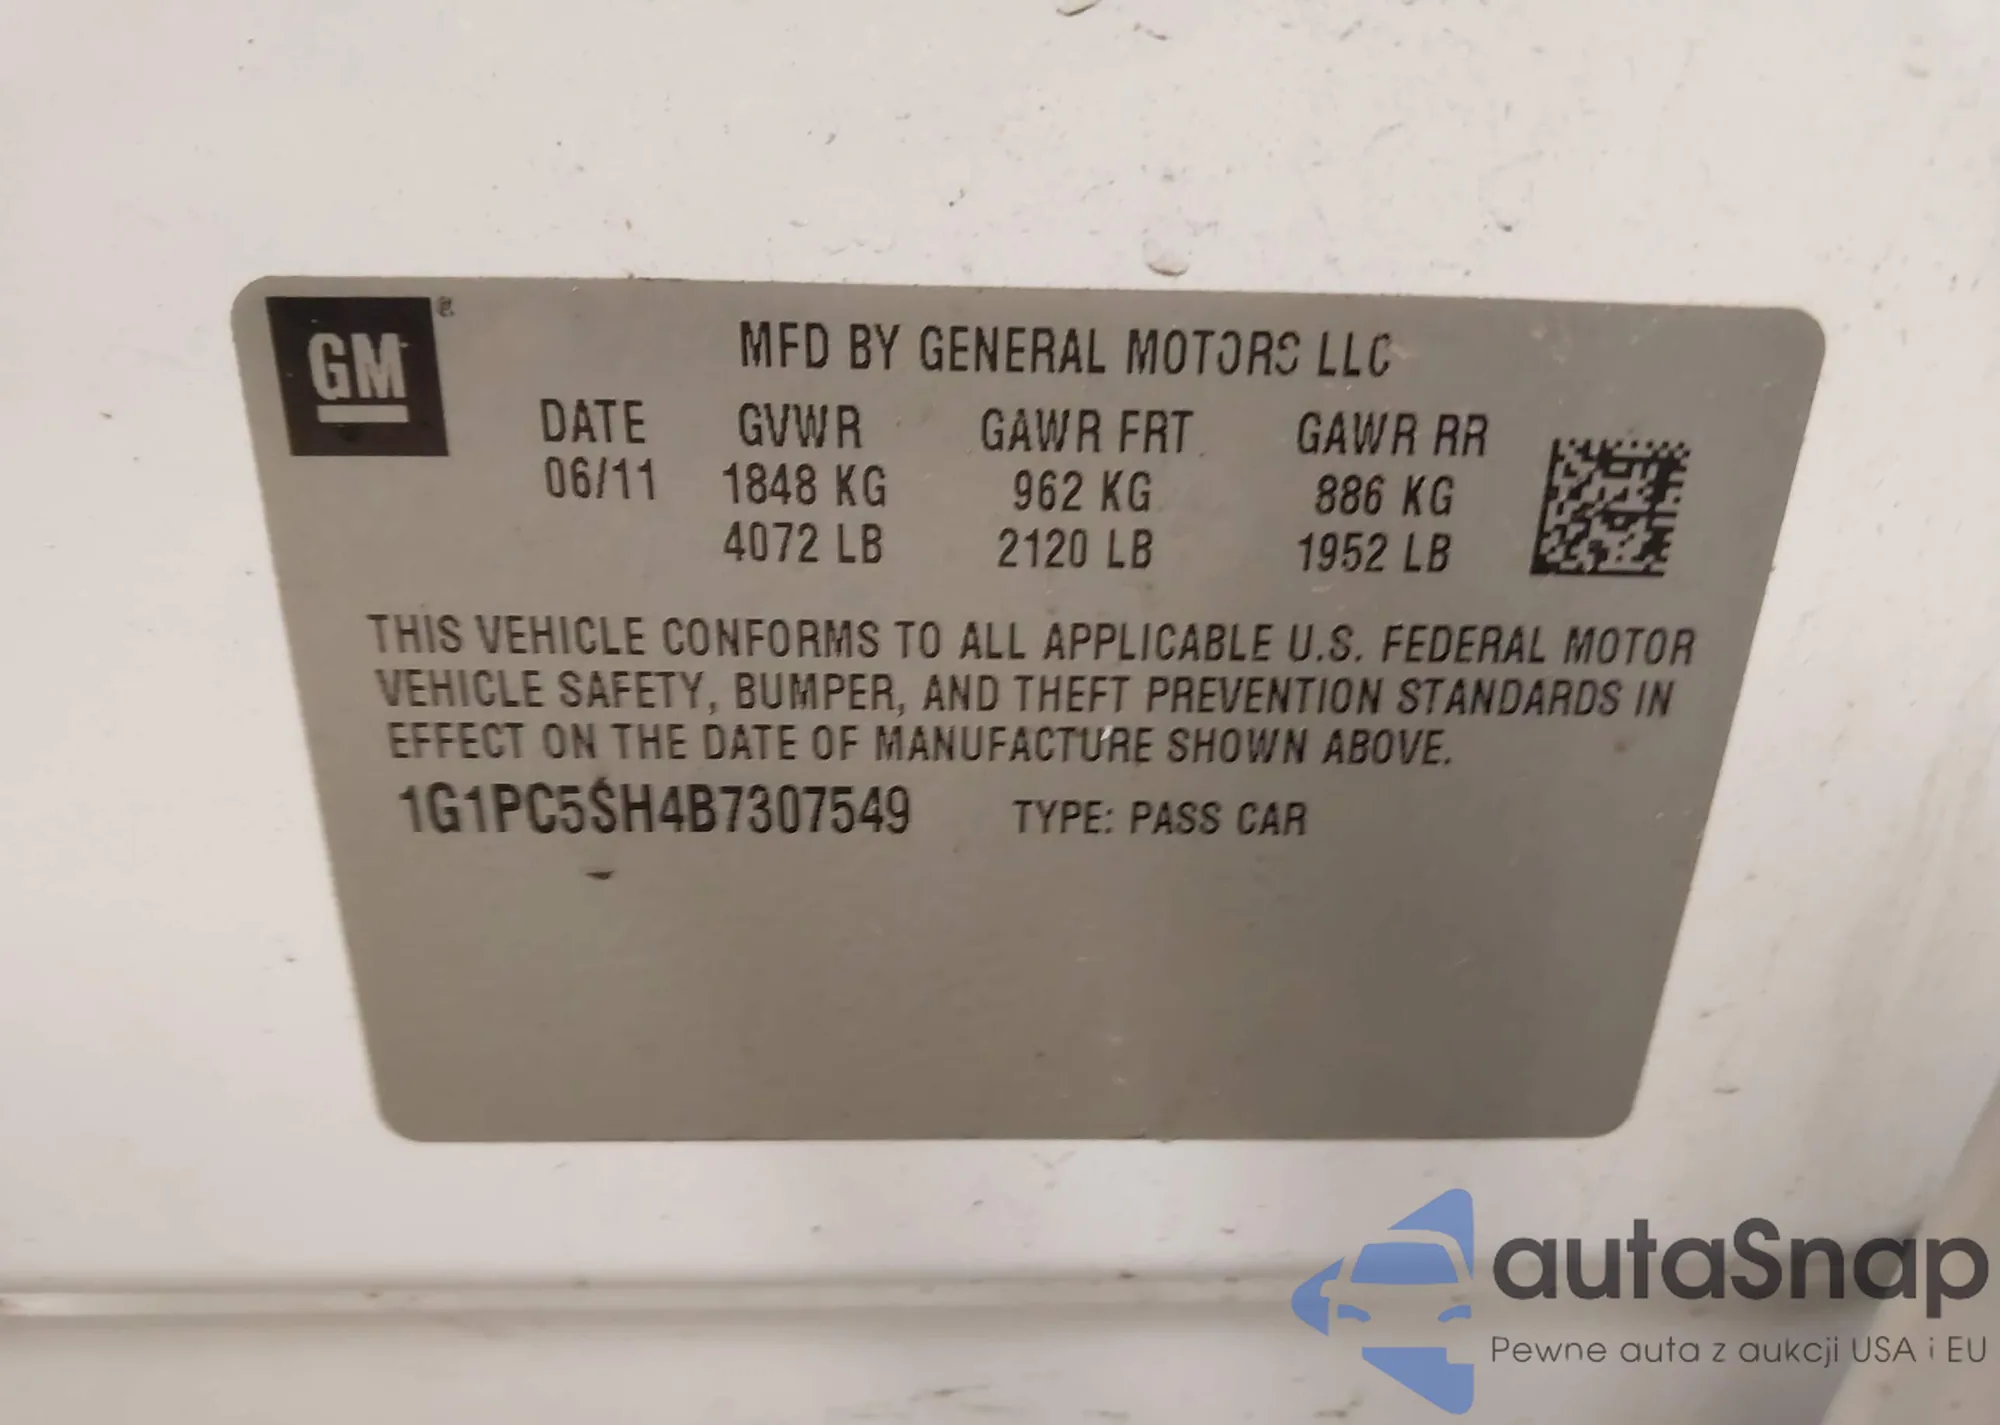 GM
MFD BY GENERAL MOTORS LLC
DATE GVWR GAWR FRT GAWR RR
06/11 1848 KG 962 KG 886 KG
4072 LB 2120 LB 1952 LB
THIS VEHICLE CONFORMS TO ALL APPLICABLE U.S. FEDERAL MOTOR
VEHICLE SAFETY, BUMPER, AND THEFT PREVENTION STANDARDS IN
EFFECT ON THE DATE OF MANUFACTURE SHOWN ABOVE.
1G1PC5SH4B7307549 TYPE: PASS CAR
autaSnap
Pewne auta z aukcji USA i EU